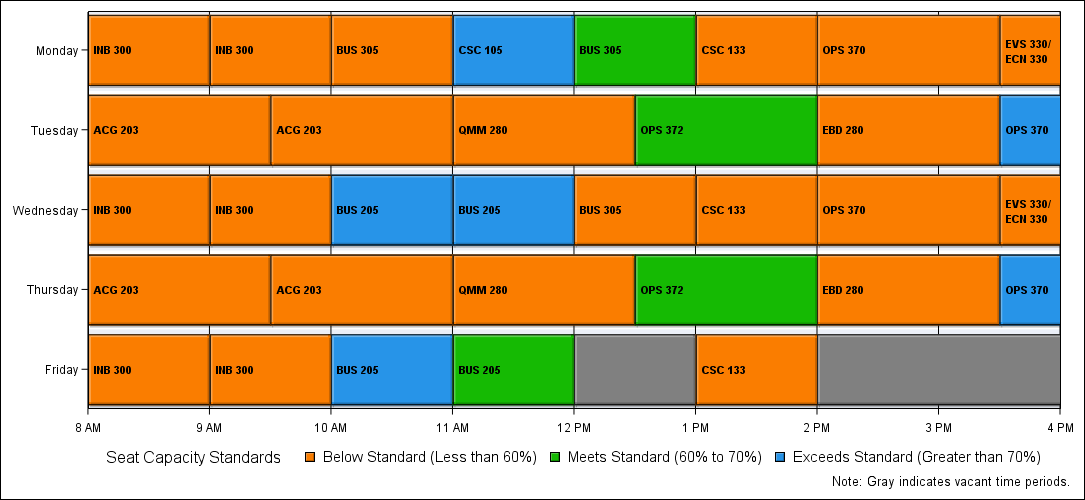 Monday
INB 300
INB 300
BUS 305
CSC 105
BUS 305
CSC 133
OPS 370
EVS 330/
ECN 330
Tuesday
ACG 203
ACG 203
QMM 280
OPS 372
EBD 280
OPS 370
Wednesday
INB 300
INB 300
BUS 205
BUS 205
BUS 305
CSC 133
OPS 370
EVS 330/
ECN 330
Thursday
ACG 203
ACG 203
QMM 280
OPS 372
EBD 280
OPS 370
Friday
INB 300
INB 300
BUS 205
BUS 205
CSC 133
8 AM 9 AM 10 AM 11 AM 12 PM 1 PM 2 PM 3 PM 4 PM
Seat Capacity Standards Below Standard (Less than 60%) Meets Standard (60% to 70%) Exceeds Standard (Greater than 70%)
Note: Gray indicates vacant time periods.